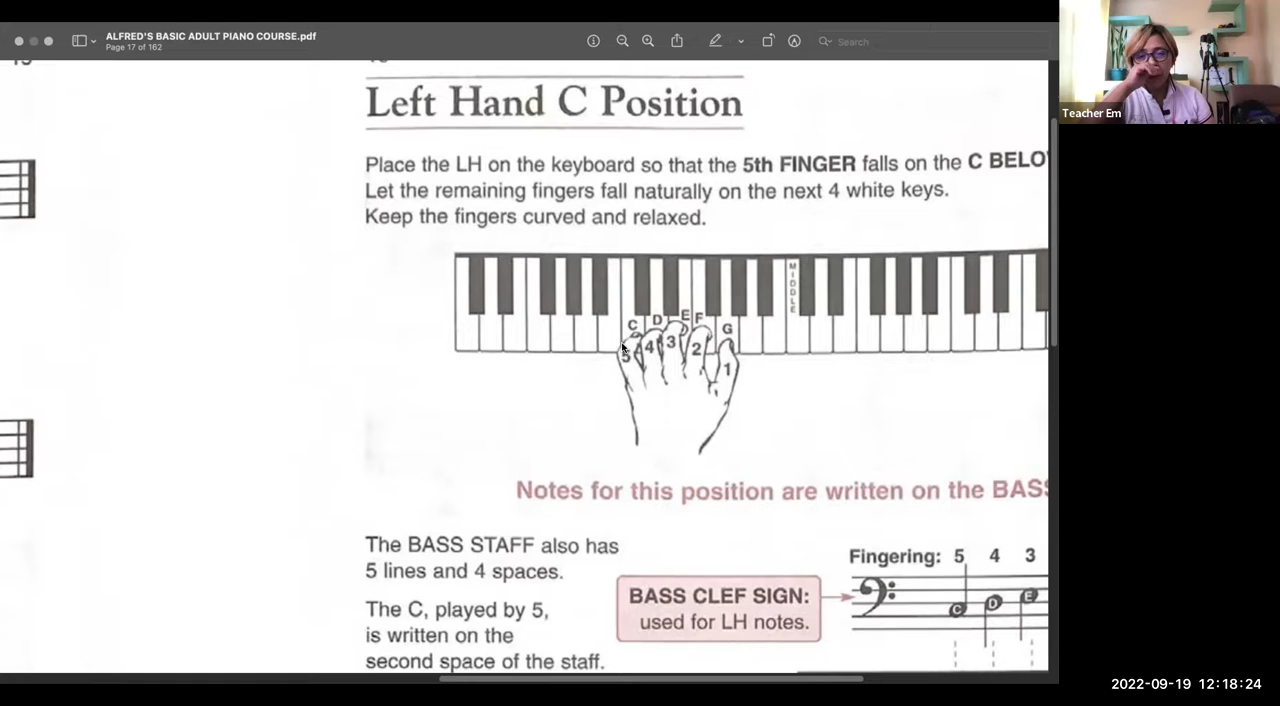 ALFRED'S BASIC ADULT PIANO COURSE.pdf
Page 17 of 162
Search
Teacher Em
Left Hand C Position
Place the LH on the keyboard so that the 5th FINGER falls on the C BELO
Let the remaining fingers fall naturally on the next 4 white keys.
Keep the fingers curved and relaxed.
MIDDLE
C D E F G
5 4 3 2 1
Notes for this position are written on the BASS
The BASS STAFF also has
5 lines and 4 spaces.
Fingering: 5 4 3
BASS CLEF SIGN:
used for LH notes.
C D E
The C, played by 5,
is written on the
second space of the staff.
2022-09-19 12:18:24